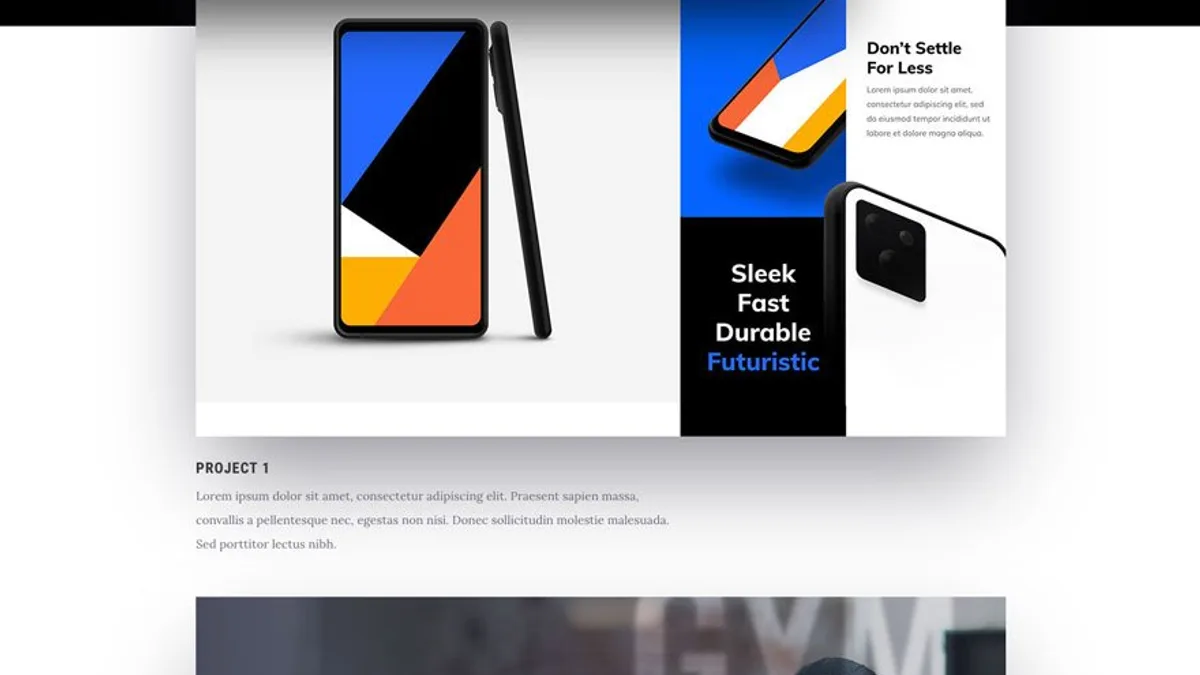 Don't Settle
For Less
Lorem ipsum dolor sit amet,
consectetur adipiscing elit, sed
do eiusmod tempor incididunt ut
labore et dolore magna aliqua.
Sleek
Fast
Durable
Futuristic
PROJECT 1
Lorem ipsum dolor sit amet, consectetur adipiscing elit. Praesent sapien massa,
convallis a pellentesque nec, egestas non nisi. Donec sollicitudin molestie malesuada.
Sed porttitor lectus nibh.
GYM